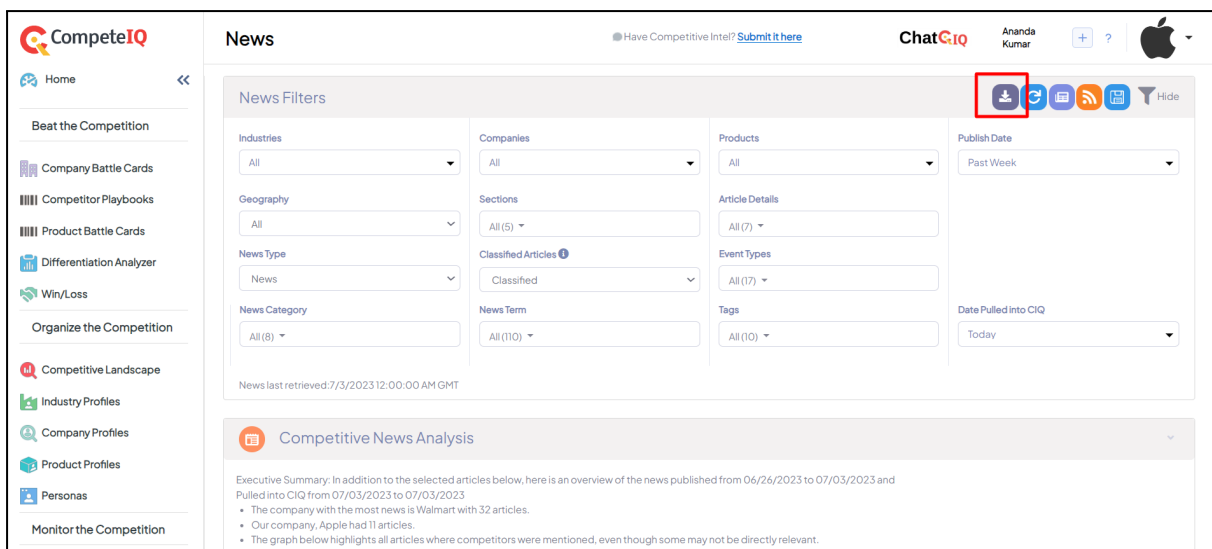 CompeteIQ
News
Have Competitive Intel? Submit it here
ChatCIQ
Ananda
Kumar
+
?
Home
Beat the Competition
Company Battle Cards
Competitor Playbooks
Product Battle Cards
Differentiation Analyzer
Win/Loss
Organize the Competition
Competitive Landscape
Industry Profiles
Company Profiles
Product Profiles
Personas
Monitor the Competition
News Filters
Hide
Industries
All
Companies
All
Products
All
Publish Date
Past Week
Geography
All
Sections
All (5)
Article Details
All (7)
News Type
News
Classified Articles
Classified
Event Types
All (17)
News Category
All (8)
News Term
All (110)
Tags
All (10)
Date Pulled into CIQ
Today
News last retrieved:7/3/2023 12:00:00 AM GMT
Competitive News Analysis
Executive Summary: In addition to the selected articles below, here is an overview of the news published from 06/26/2023 to 07/03/2023 and
Pulled into CIQ from 07/03/2023 to 07/03/2023
• The company with the most news is Walmart with 32 articles.
• Our company, Apple had 11 articles.
• The graph below highlights all articles where competitors were mentioned, even though some may not be directly relevant.